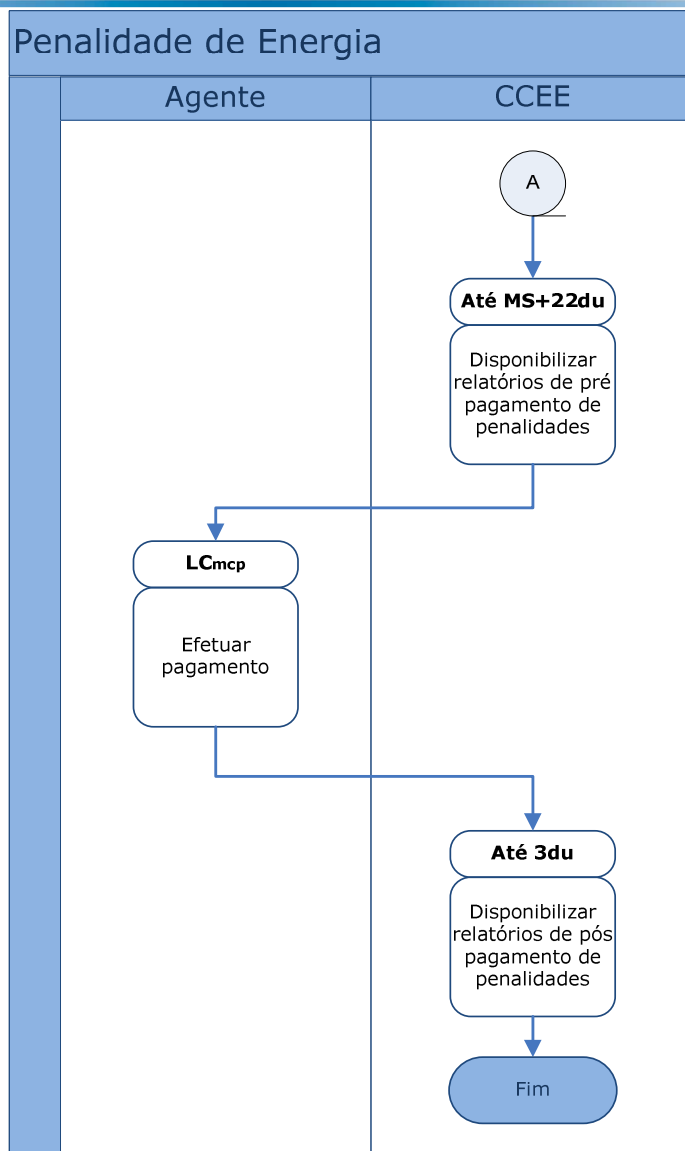 Penalidade de Energia
Agente
CCEE
A
Até MS+22du
Disponibilizar
relatórios de pré
pagamento de
penalidades
LCmcp
Efetuar
pagamento
Até 3du
Disponibilizar
relatórios de pós
pagamento de
penalidades
Fim